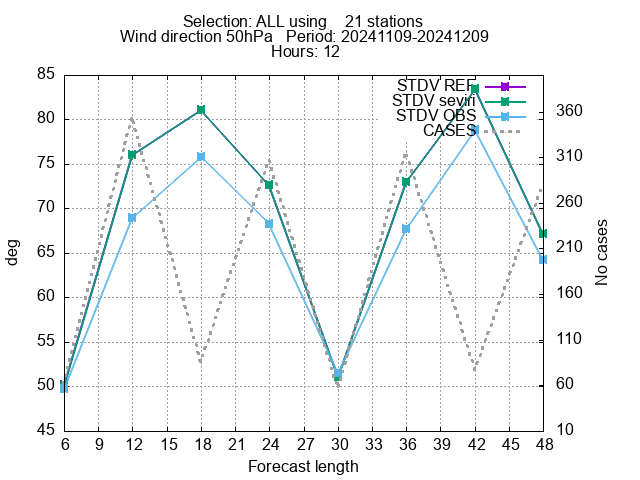 Selection: ALL using 21 stations
Wind direction 50hPa Period: 20241109-20241209
Hours: 12
STDV REF
STDV seviri
STDV OBS
CASES
85
80
75
70
65
60
55
50
45
360
310
260
210
160
110
60
10
deg
No cases
6 9 12 15 18 21 24 27 30 33 36 39 42 45 48
Forecast length